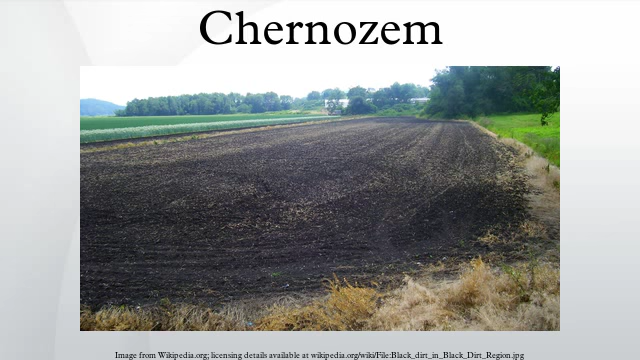 Chernozem
Image from Wikipedia.org; licensing details available at wikipedia.org/wiki/File:Black_dirt_in_Black_Dirt_Region.jpg